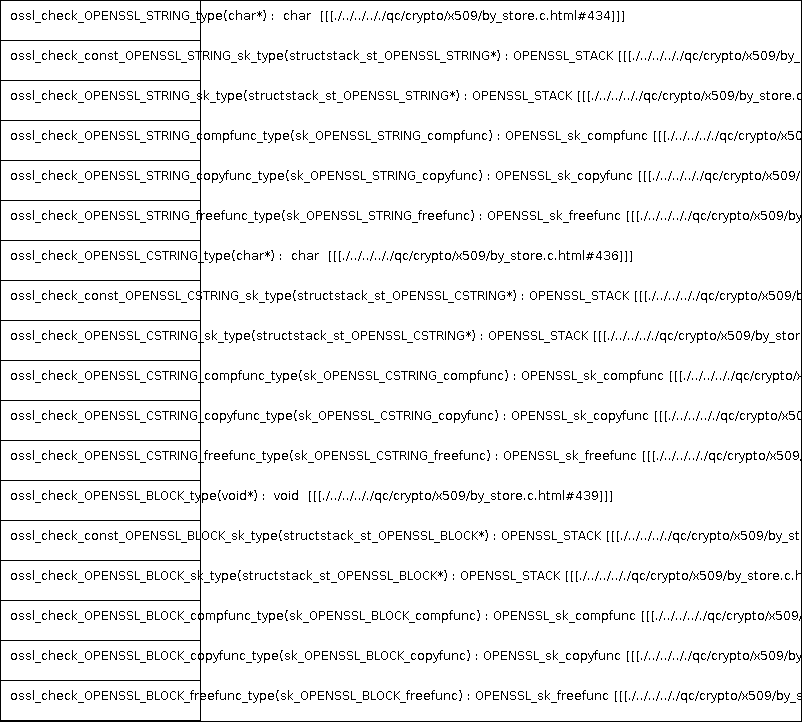 ossl_check_OPENSSL_STRING_type(char*) : char [[[./../../../qc/crypto/x509/by_store.c.html#434]]]
ossl_check_const_OPENSSL_STRING_sk_type(structstack_st_OPENSSL_STRING*) : OPENSSL_STACK [[[./../../../qc/crypto/x509/by_
ossl_check_OPENSSL_STRING_sk_type(structstack_st_OPENSSL_STRING*) : OPENSSL_STACK [[[./../../../qc/crypto/x509/by_store.c
ossl_check_OPENSSL_STRING_compfunc_type(sk_OPENSSL_STRING_compfunc) : OPENSSL_sk_compfunc [[[./../../../qc/crypto/x50
ossl_check_OPENSSL_STRING_copyfunc_type(sk_OPENSSL_STRING_copyfunc) : OPENSSL_sk_copyfunc [[[./../../../qc/crypto/x509/
ossl_check_OPENSSL_STRING_freefunc_type(sk_OPENSSL_STRING_freefunc) : OPENSSL_sk_freefunc [[[./../../../qc/crypto/x509/by
ossl_check_OPENSSL_CSTRING_type(char*) : char [[[./../../../qc/crypto/x509/by_store.c.html#436]]]
ossl_check_const_OPENSSL_CSTRING_sk_type(structstack_st_OPENSSL_CSTRING*) : OPENSSL_STACK [[[./../../../qc/crypto/x509/b
ossl_check_OPENSSL_CSTRING_sk_type(structstack_st_OPENSSL_CSTRING*) : OPENSSL_STACK [[[./../../../qc/crypto/x509/by_stor
ossl_check_OPENSSL_CSTRING_compfunc_type(sk_OPENSSL_CSTRING_compfunc) : OPENSSL_sk_compfunc [[[./../../../qc/crypto/x
ossl_check_OPENSSL_CSTRING_copyfunc_type(sk_OPENSSL_CSTRING_copyfunc) : OPENSSL_sk_copyfunc [[[./../../../qc/crypto/x50
ossl_check_OPENSSL_CSTRING_freefunc_type(sk_OPENSSL_CSTRING_freefunc) : OPENSSL_sk_freefunc [[[./../../../qc/crypto/x509/
ossl_check_OPENSSL_BLOCK_type(void*) : void [[[./../../../qc/crypto/x509/by_store.c.html#439]]]
ossl_check_const_OPENSSL_BLOCK_sk_type(structstack_st_OPENSSL_BLOCK*) : OPENSSL_STACK [[[./../../../qc/crypto/x509/by_st
ossl_check_OPENSSL_BLOCK_sk_type(structstack_st_OPENSSL_BLOCK*) : OPENSSL_STACK [[[./../../../qc/crypto/x509/by_store.c.h
ossl_check_OPENSSL_BLOCK_compfunc_type(sk_OPENSSL_BLOCK_compfunc) : OPENSSL_sk_compfunc [[[./../../../qc/crypto/x509/
ossl_check_OPENSSL_BLOCK_copyfunc_type(sk_OPENSSL_BLOCK_copyfunc) : OPENSSL_sk_copyfunc [[[./../../../qc/crypto/x509/by
ossl_check_OPENSSL_BLOCK_freefunc_type(sk_OPENSSL_BLOCK_freefunc) : OPENSSL_sk_freefunc [[[./../../../qc/crypto/x509/by_s